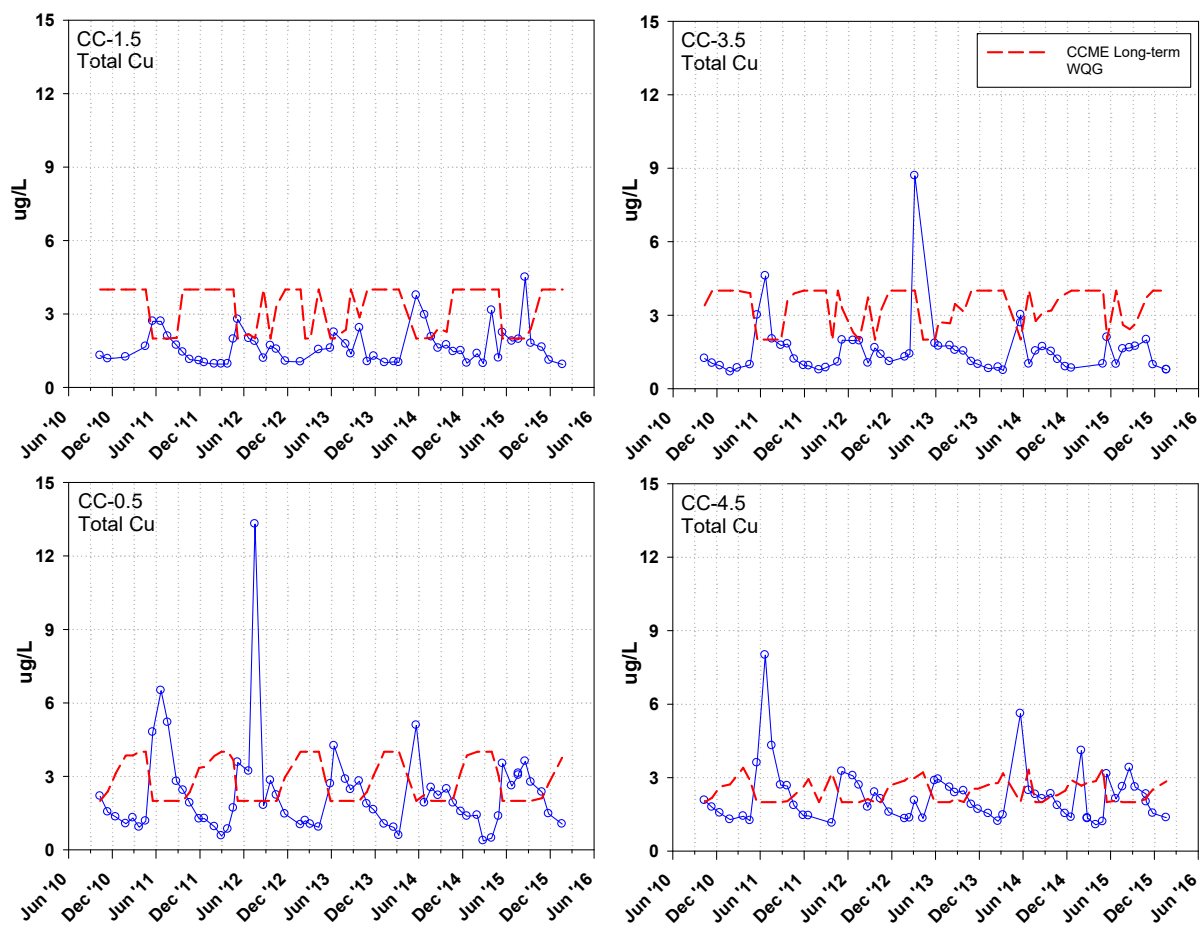 CC-1.5
Total Cu
15
12
9
6
3
0
ug/L
Jun '10
Dec '10
Jun '11
Dec '11
Jun '12
Dec '12
Jun '13
Dec '13
Jun '14
Dec '14
Jun '15
Dec '15
Jun '16
CC-3.5
Total Cu
CCME Long-term
WQG
15
12
9
6
3
0
ug/L
Jun '10
Dec '10
Jun '11
Dec '11
Jun '12
Dec '12
Jun '13
Dec '13
Jun '14
Dec '14
Jun '15
Dec '15
Jun '16
CC-0.5
Total Cu
15
12
9
6
3
0
Jun '10
Dec '10
Jun '11
Dec '11
Jun '12
Dec '12
Jun '13
Dec '13
Jun '14
Dec '14
Jun '15
Dec '15
Jun '16
CC-4.5
Total Cu
15
12
9
6
3
0
ug/L
Jun '10
Dec '10
Jun '11
Dec '11
Jun '12
Dec '12
Jun '13
Dec '13
Jun '14
Dec '14
Jun '15
Dec '15
Jun '16